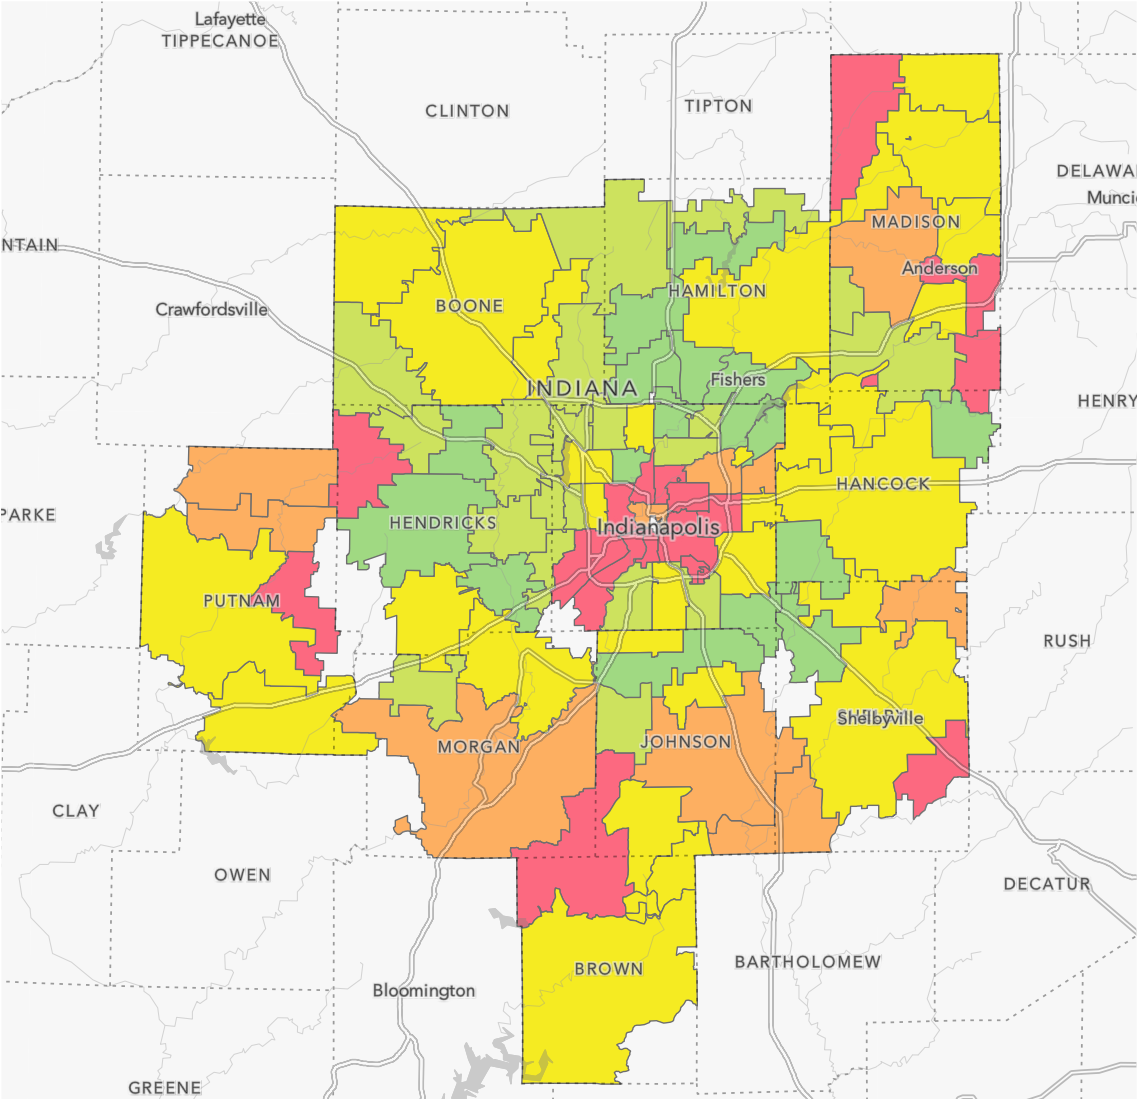 Lafayette
TIPPECANOE
CLINTON
TIPTON
DELAWA
Munci
MADISON
NTAIN
Anderson
HAMILTON
BOONE
Crawfordsville
Fishers
INDIANA
HENRY
HANCOCK
PARKE
HENDRICKS
Indianapolis
PUTNAM
RUSH
Shelbyville
JOHNSON
MORGAN
CLAY
OWEN
DECATUR
BARTHOLOMEW
BROWN
Bloomington
GREENE